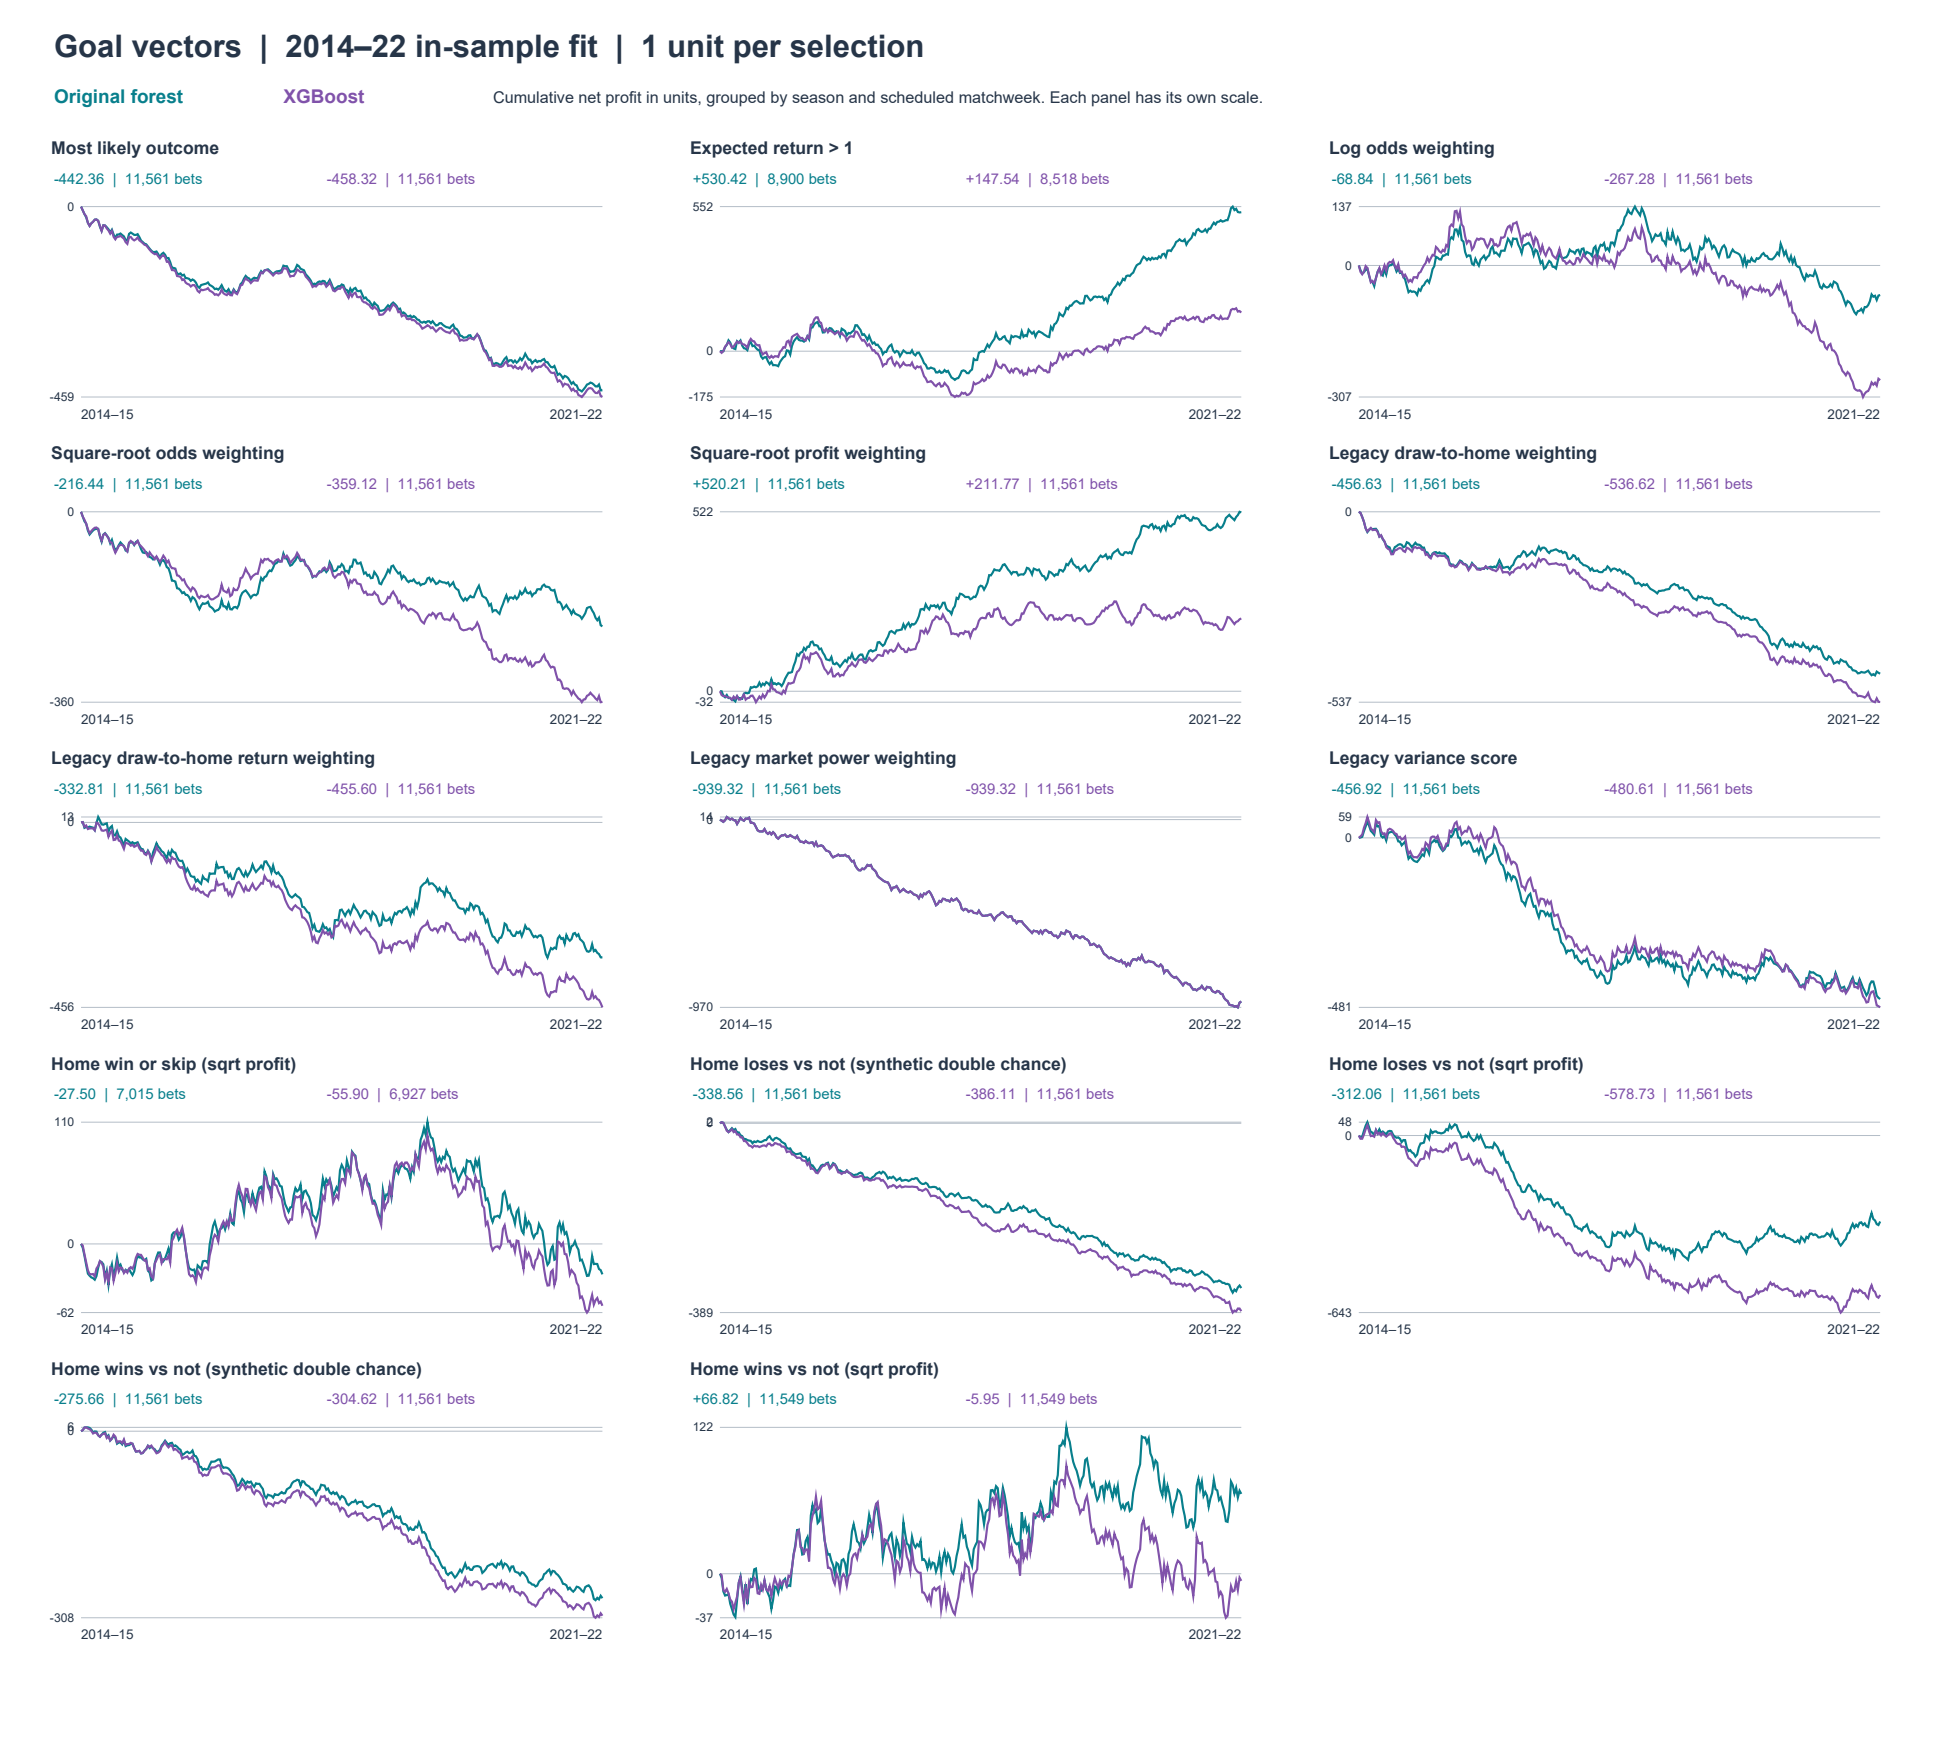 Goal vectors | 2014–22 in-sample fit | 1 unit per selection
Original forest XGBoost Cumulative net profit in units, grouped by season and scheduled matchweek. Each panel has its own scale.
Most likely outcome
-442.36 | 11,561 bets -458.32 | 11,561 bets
0
-459
2014–15 2021–22
Expected return > 1
+530.42 | 8,900 bets +147.54 | 8,518 bets
552
0
-175
2014–15 2021–22
Log odds weighting
-68.84 | 11,561 bets -267.28 | 11,561 bets
137
0
-307
2014–15 2021–22
Square-root odds weighting
-216.44 | 11,561 bets -359.12 | 11,561 bets
0
-360
2014–15 2021–22
Square-root profit weighting
+520.21 | 11,561 bets +211.77 | 11,561 bets
522
0
-32
2014–15 2021–22
Legacy draw-to-home weighting
-456.63 | 11,561 bets -536.62 | 11,561 bets
0
-537
2014–15 2021–22
Legacy draw-to-home return weighting
-332.81 | 11,561 bets -455.60 | 11,561 bets
13
0
-456
2014–15 2021–22
Legacy market power weighting
-939.32 | 11,561 bets -939.32 | 11,561 bets
14
0
-970
2014–15 2021–22
Legacy variance score
-456.92 | 11,561 bets -480.61 | 11,561 bets
59
0
-481
2014–15 2021–22
Home win or skip (sqrt profit)
-27.50 | 7,015 bets -55.90 | 6,927 bets
110
0
-62
2014–15 2021–22
Home loses vs not (synthetic double chance)
-338.56 | 11,561 bets -386.11 | 11,561 bets
0
-389
2014–15 2021–22
Home loses vs not (sqrt profit)
-312.06 | 11,561 bets -578.73 | 11,561 bets
48
0
-643
2014–15 2021–22
Home wins vs not (synthetic double chance)
-275.66 | 11,561 bets -304.62 | 11,561 bets
6
0
-308
2014–15 2021–22
Home wins vs not (sqrt profit)
+66.82 | 11,549 bets -5.95 | 11,549 bets
122
0
-37
2014–15 2021–22